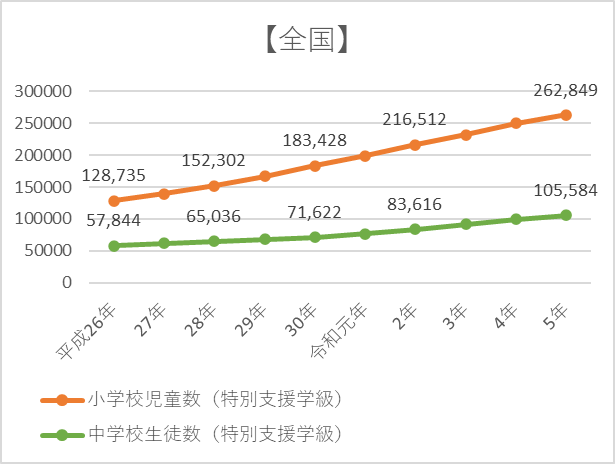 【全国】
300000
250000
200000
150000
100000
50000
0
128,735
152,302
183,428
216,512
262,849
57,844
65,036
71,622
83,616
105,584
平成26年
27年
28年
29年
30年
令和元年
2年
3年
4年
5年
小学校児童数（特別支援学級）
中学校生徒数（特別支援学級）